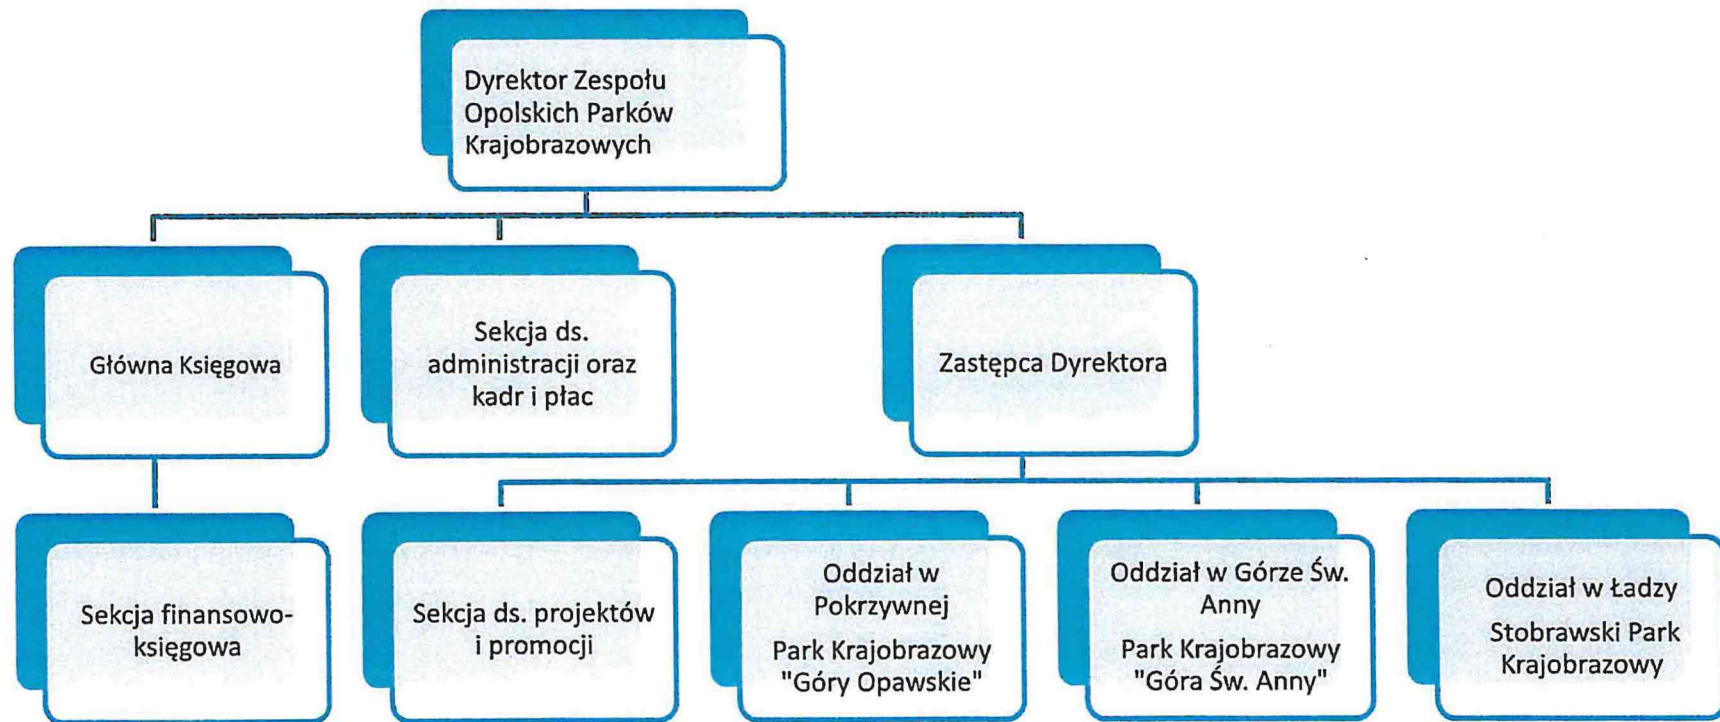 Dyrektor Zespołu
Opolskich Parków
Krajobrazowych
Główna Księgowa
Sekcja ds.
administracji oraz
kadr i płac
Zastępca Dyrektora
Sekcja finansowo-
księgowa
Sekcja ds. projektów
i promocji
Oddział w
Pokrzywnej
Park Krajobrazowy
"Góry Opawskie"
Oddział w Górze Św.
Anny
Park Krajobrazowy
"Góra Św. Anny"
Oddział w Ładzy
Stobrawski Park
Krajobrazowy